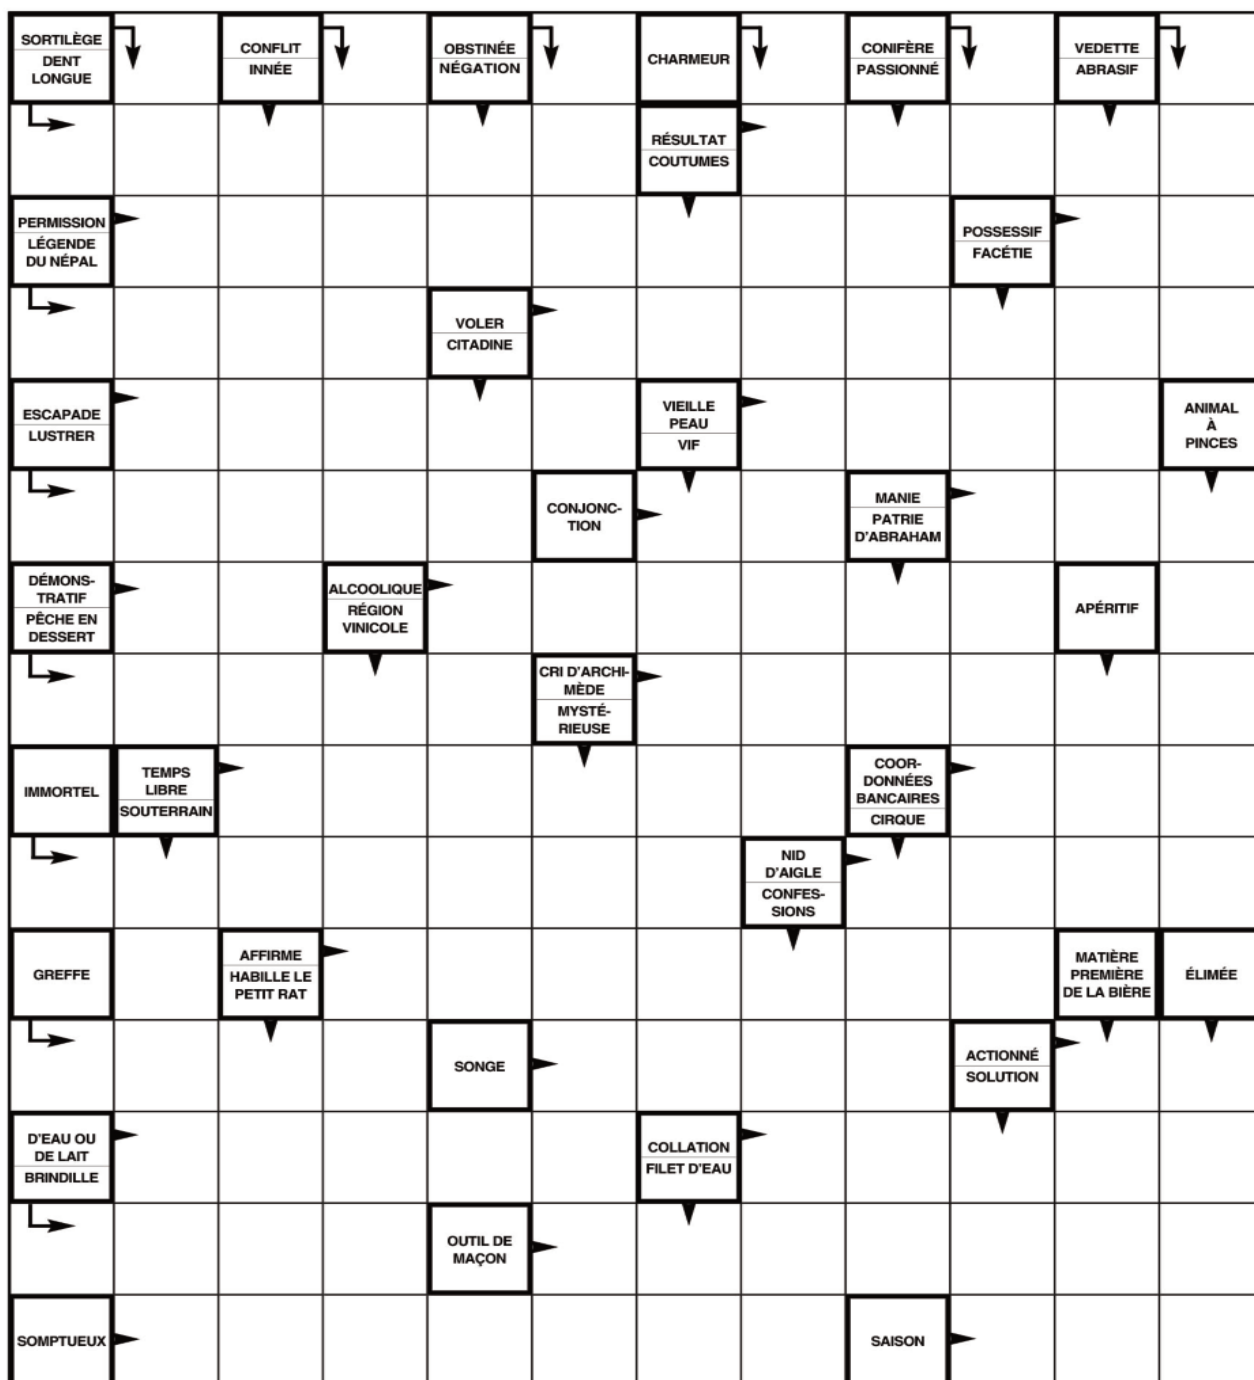 SORTILÈGE
DENT
LONGUE
CONFLIT
INNÉE
OBSTINÉE
NÉGATION
CHARMEUR
CONIFÈRE
PASSIONNÉ
VEDETTE
ABRASIF
RÉSULTAT
COUTUMES
PERMISSION
LÉGENDE
DU NÉPAL
POSSESSIF
FACÉTIE
VOLER
CITADINE
ESCAPADE
LUSTRER
VIEILLE
PEAU
VIF
ANIMAL
À
PINCES
CONJONC-
TION
MANIE
PATRIE
D'ABRAHAM
DÉMONS-
TRATIF
PÊCHE EN
DESSERT
ALCOOLIQUE
RÉGION
VINICOLE
APÉRITIF
CRI D'ARCHI-
MÈDE
MYSTÉ-
RIEUSE
IMMORTEL
TEMPS
LIBRE
SOUTERRAIN
COOR-
DONNÉES
BANCAIRES
CIRQUE
NID
D'AIGLE
CONFES-
SIONS
GREFFE
AFFIRME
HABILLE LE
PETIT RAT
MATIÈRE
PREMIÈRE
DE LA BIÈRE
ÉLIMÉE
SONGE
ACTIONNÉ
SOLUTION
D'EAU OU
DE LAIT
BRINDILLE
COLLATION
FILET D'EAU
OUTIL DE
MAÇON
SOMPTUEUX
SAISON